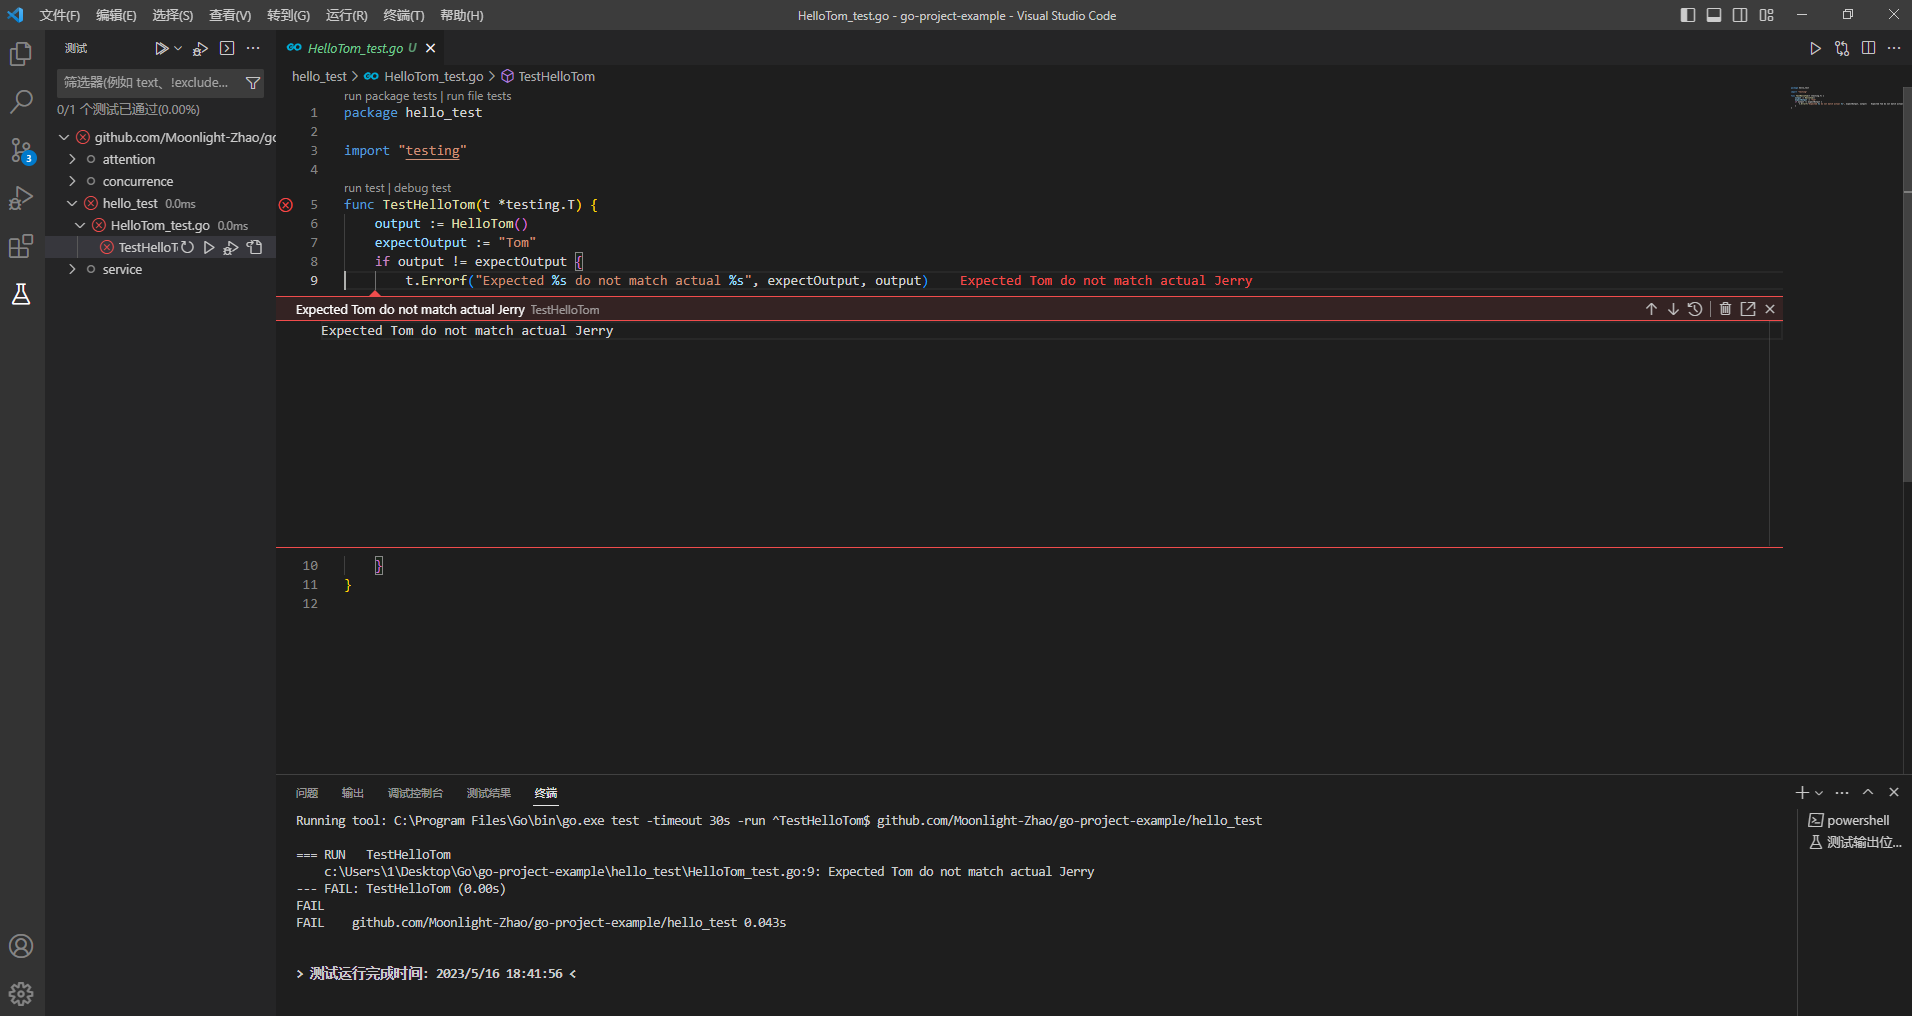 文件(F) 编辑(E) 选择(S) 查看(V) 转到(G) 运行(R) 终端(T) 帮助(H)
HelloTom_test.go - go-project-example - Visual Studio Code
测试
筛选器(例如 text、!exclude...
0/1 个测试已通过(0.00%)
github.com/Moonlight-Zhao/go
attention
concurrence
hello_test 0.0ms
HelloTom_test.go 0.0ms
TestHelloT
service
3
HelloTom_test.go U
hello_test > HelloTom_test.go > TestHelloTom
run package tests | run file tests
1 package hello_test
2
3 import "testing"
4
run test | debug test
5 func TestHelloTom(t *testing.T) {
6 output := HelloTom()
7 expectOutput := "Tom"
8 if output != expectOutput {
9 t.Errorf("Expected %s do not match actual %s", expectOutput, output) Expected Tom do not match actual Jerry
Expected Tom do not match actual Jerry TestHelloTom
Expected Tom do not match actual Jerry
10 }
11 }
12
问题 输出 调试控制台 测试结果 终端
Running tool: C:\Program Files\Go\bin\go.exe test -timeout 30s -run ^TestHelloTom$ github.com/Moonlight-Zhao/go-project-example/hello_test
=== RUN TestHelloTom
c:\Users\1\Desktop\Go\go-project-example\hello_test\HelloTom_test.go:9: Expected Tom do not match actual Jerry
--- FAIL: TestHelloTom (0.00s)
FAIL
FAIL github.com/Moonlight-Zhao/go-project-example/hello_test 0.043s
> 测试运行完成时间: 2023/5/16 18:41:56 <
powershell
测试输出位...